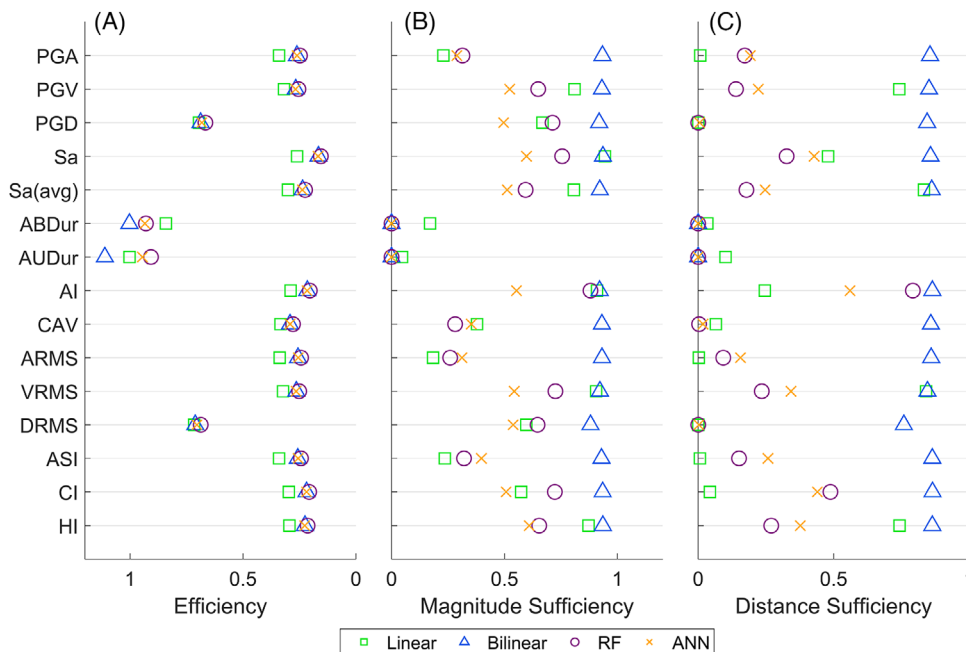 (A) (B) (C)
PGA
PGV
PGD
Sa
Sa(avg)
ABDur
AUDur
AI
CAV
ARMS
VRMS
DRMS
ASI
CI
HI
1 0.5 0 0 0.5 1 0 0.5
Efficiency Magnitude Sufficiency Distance Sufficiency
Linear Bilinear RF ANN